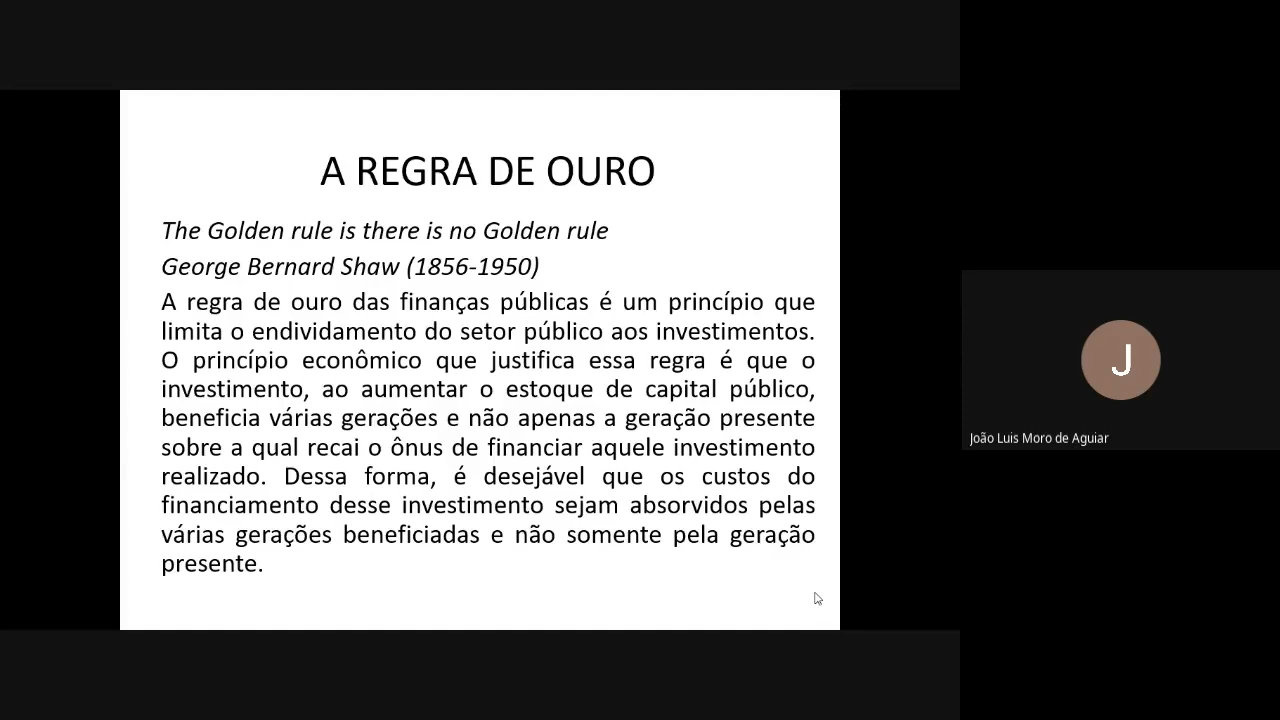 A REGRA DE OURO
The Golden rule is there is no Golden rule
George Bernard Shaw (1856-1950)
A regra de ouro das finanças públicas é um princípio que
limita o endividamento do setor público aos investimentos.
O princípio econômico que justifica essa regra é que o
investimento, ao aumentar o estoque de capital público,
beneficia várias gerações e não apenas a geração presente
sobre a qual recai o ônus de financiar aquele investimento
realizado. Dessa forma, é desejável que os custos do
financiamento desse investimento sejam absorvidos pelas
várias gerações beneficiadas e não somente pela geração
presente.
J
João Luis Moro de Aguiar